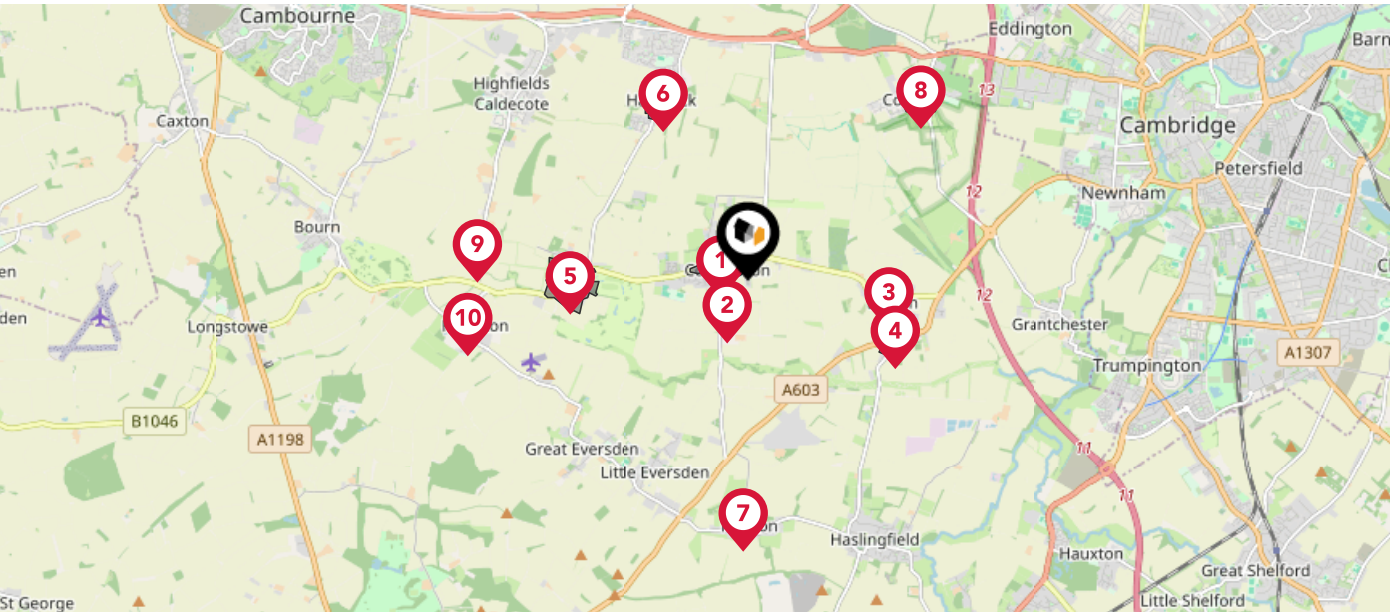 Cambourne
Eddington
Barn
Highfields
Caldecote
6
8
13
Caxton
Cambridge
Petersfield
12
Newnham
Bourn
9
1
5
2
3
12
10
4
Longstowe
Grantchester
A1307
Trumpington
A603
B1046
A1198
Great Eversden
Little Eversden
11
11
7
Haslingfield
Hauxton
Great Shelford
Little Shelford
St George